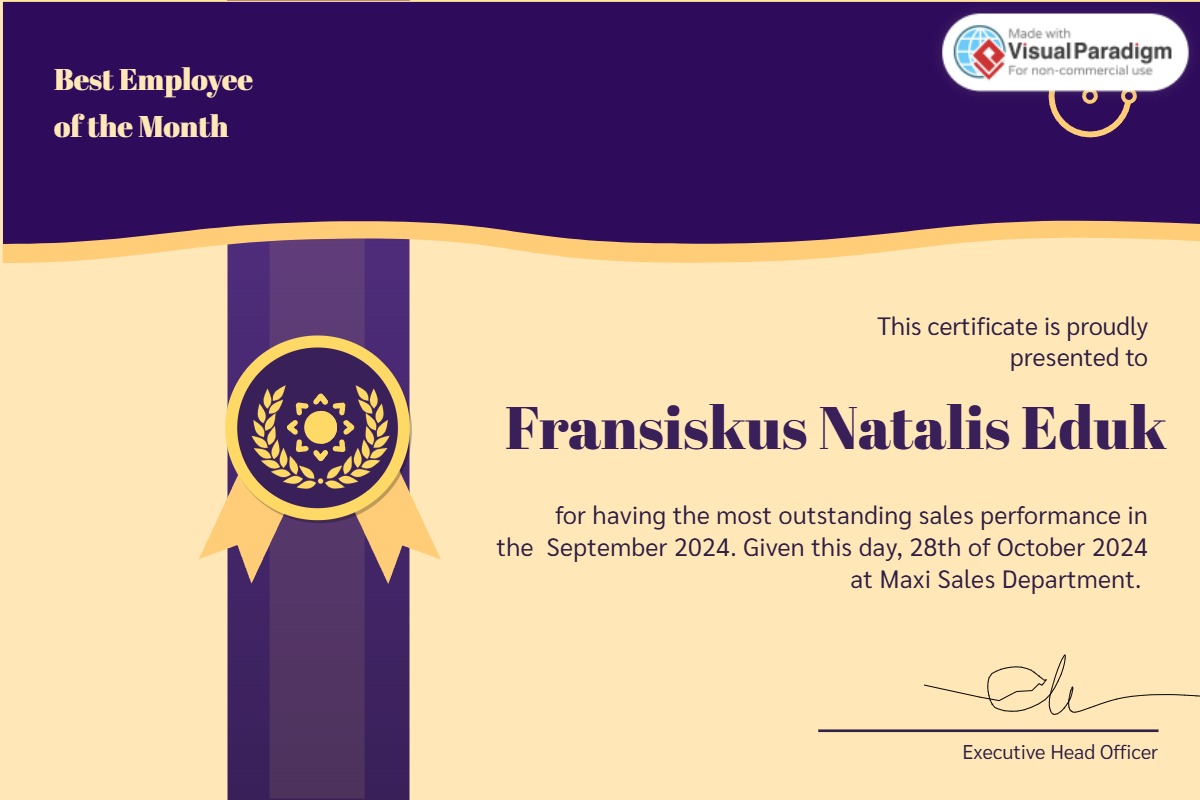 Best Employee
of the Month
Made with
Visual Paradigm
For non-commercial use
This certificate is proudly
presented to
Fransiskus Natalis Eduk
for having the most outstanding sales performance in
the  September 2024. Given this day, 28th of October 2024
at Maxi Sales Department.
Executive Head Officer